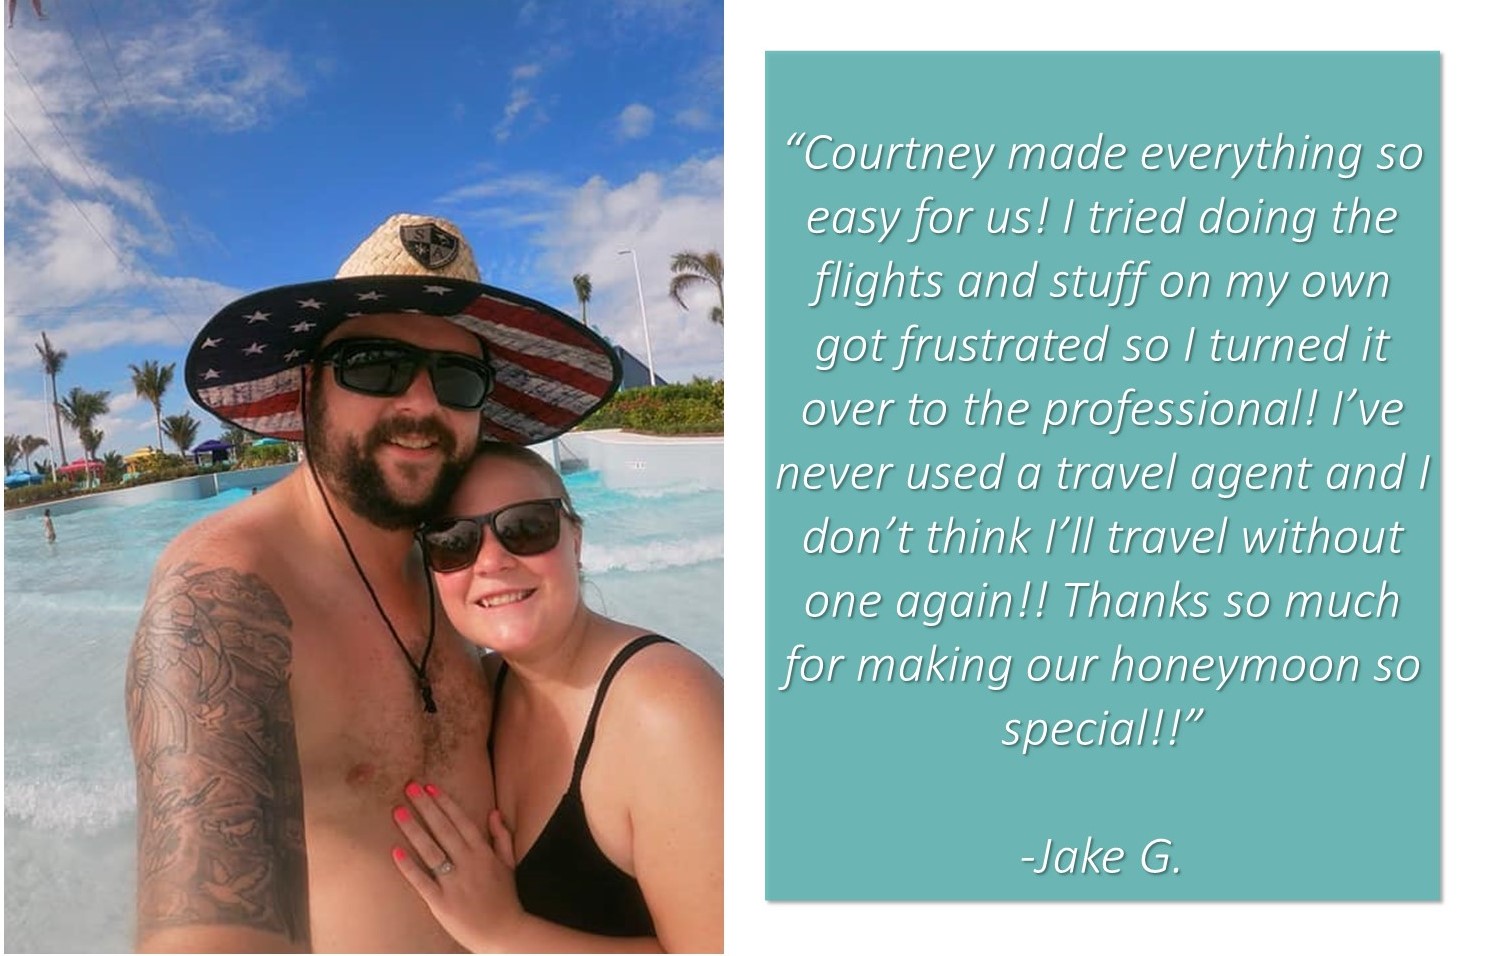 “Courtney made everything so
easy for us! I tried doing the
flights and stuff on my own
got frustrated so I turned it
over to the professional! I’ve
never used a travel agent and I
don’t think I’ll travel without
one again!! Thanks so much
for making our honeymoon so
special!!”
-Jake G.